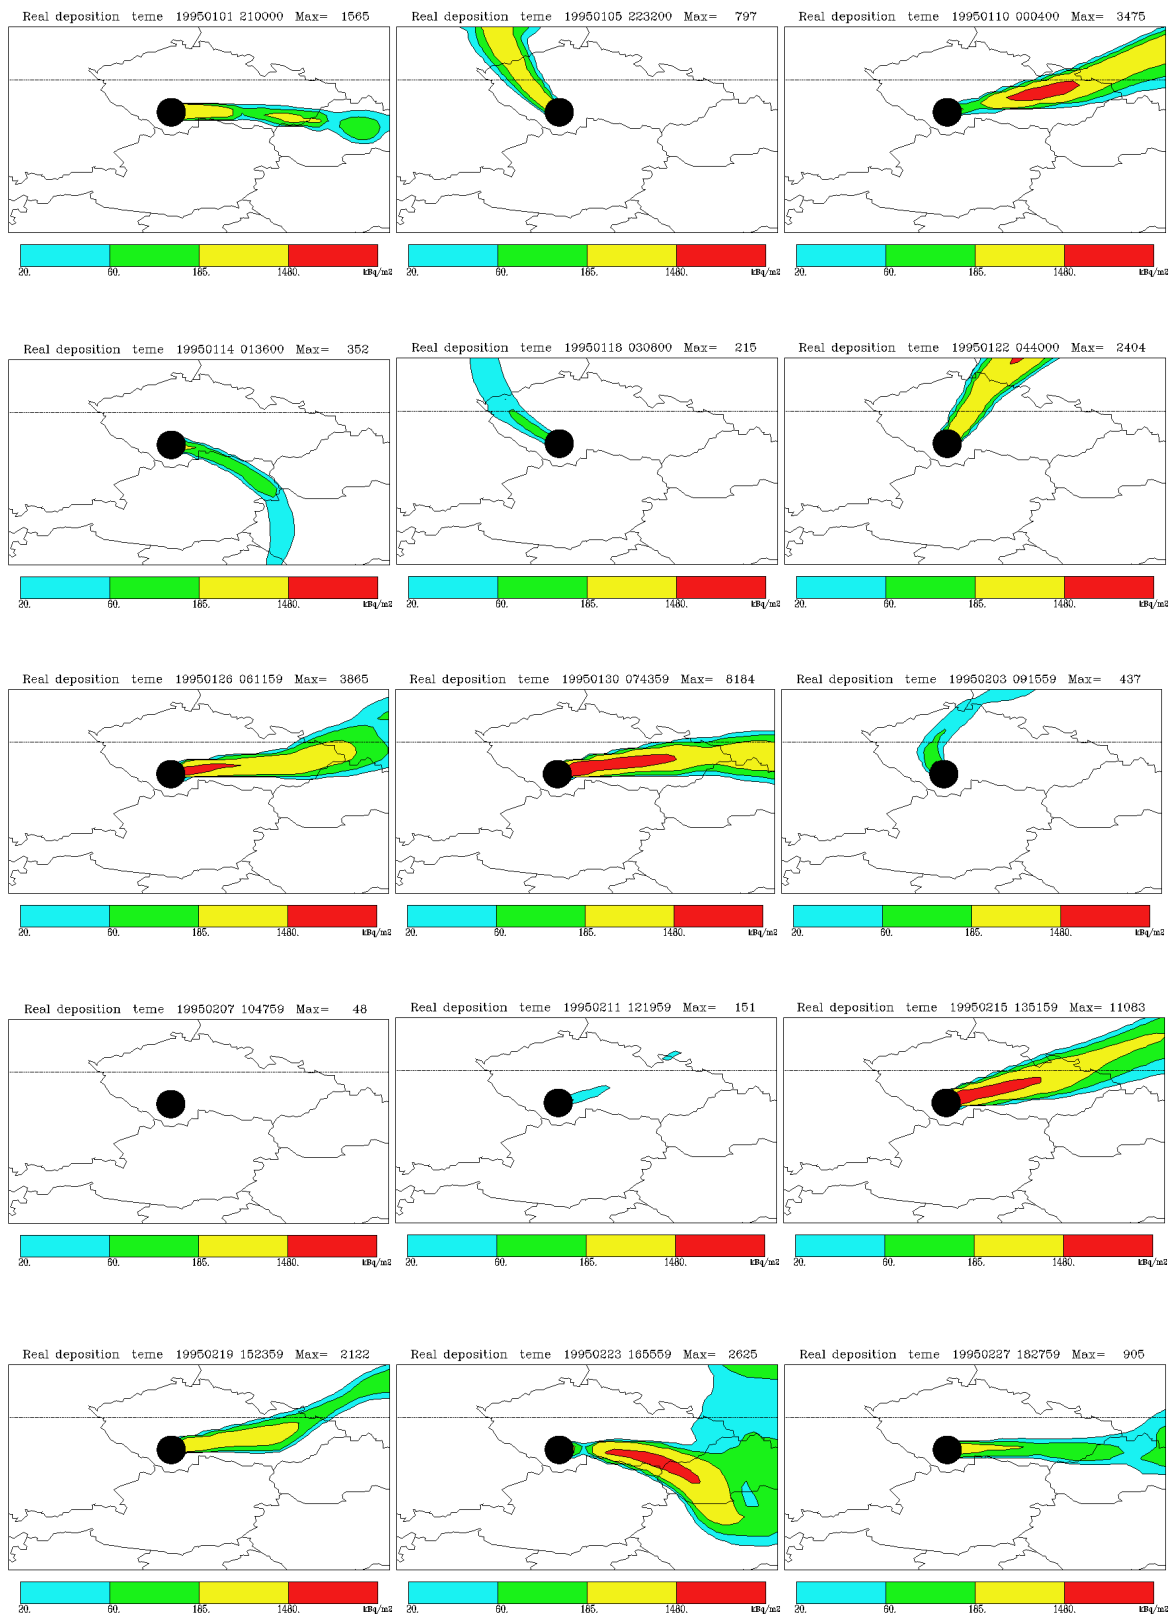 Real deposition teme 19950101 210000 Max= 1565
Real deposition teme 19950105 223200 Max= 797
Real deposition teme 19950110 000400 Max= 3475
20. 60. 185. 1480. kBq/m2
20. 60. 185. 1480. kBq/m2
20. 60. 185. 1480. kBq/m2
Real deposition teme 19950114 013600 Max= 352
Real deposition teme 19950118 030800 Max= 215
Real deposition teme 19950122 044000 Max= 2404
20. 60. 185. 1480. kBq/m2
20. 60. 185. 1480. kBq/m2
20. 60. 185. 1480. kBq/m2
Real deposition teme 19950126 061159 Max= 3865
Real deposition teme 19950130 074359 Max= 8184
Real deposition teme 19950203 091559 Max= 437
20. 60. 185. 1480. kBq/m2
20. 60. 185. 1480. kBq/m2
20. 60. 185. 1480. kBq/m2
Real deposition teme 19950207 104759 Max= 48
Real deposition teme 19950211 121959 Max= 151
Real deposition teme 19950215 135159 Max= 11083
20. 60. 185. 1480. kBq/m2
20. 60. 185. 1480. kBq/m2
20. 60. 185. 1480. kBq/m2
Real deposition teme 19950219 152359 Max= 2122
Real deposition teme 19950223 165559 Max= 2625
Real deposition teme 19950227 182759 Max= 905
20. 60. 185. 1480. kBq/m2
20. 60. 185. 1480. kBq/m2
20. 60. 185. 1480. kBq/m2